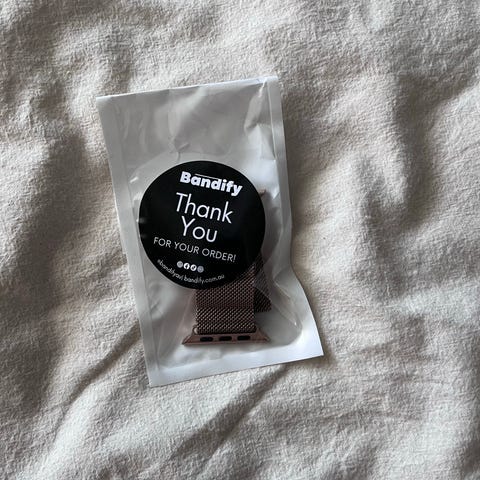 Bandify
Thank
You
FOR YOUR ORDER!
bandify.com.au